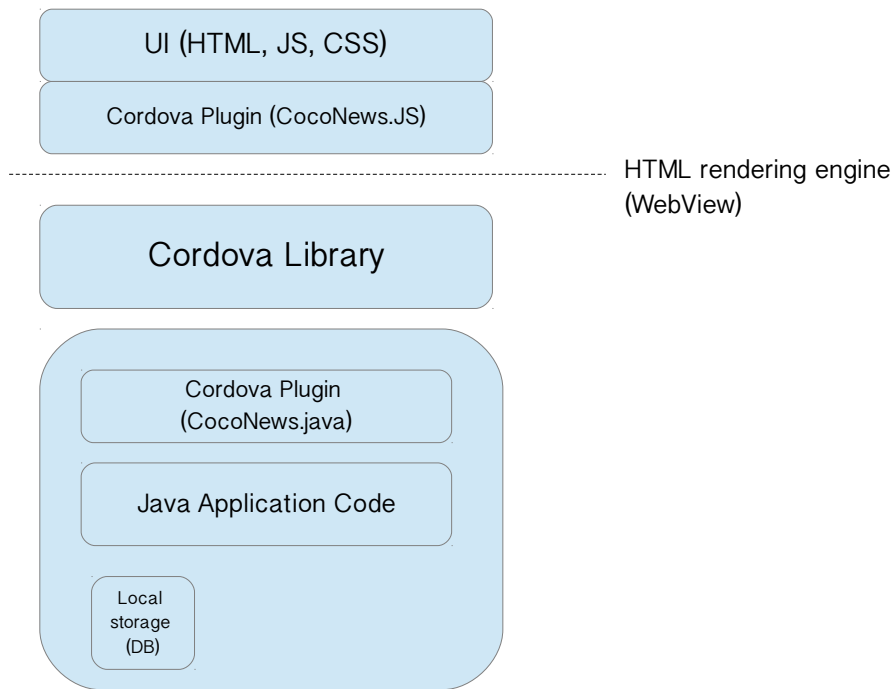 UI (HTML, JS, CSS)
Cordova Plugin (CocoNews.JS)
HTML rendering engine
(WebView)
Cordova Library
Cordova Plugin
(CocoNews.java)
Java Application Code
Local
storage
(DB)